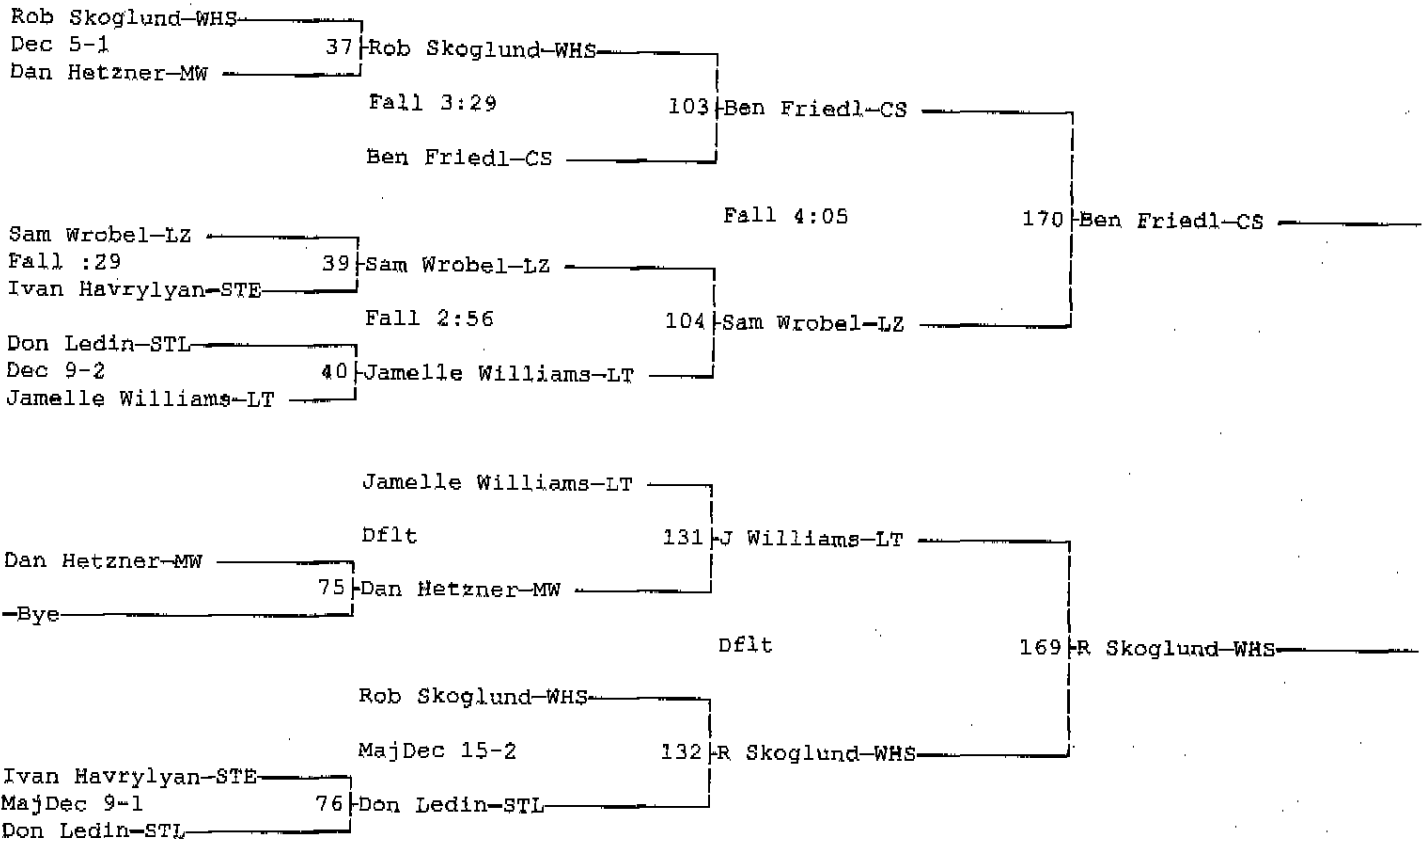 Rob Skoglund—WHS
Dec 5-1 37 Rob Skoglund—WHS
Dan Hetzner—MW
Fall 3:29 103 Ben Friedl—CS
Ben Friedl—CS
Fall 4:05 170 Ben Friedl—CS
Sam Wrobel—LZ
Fall :29 39 Sam Wrobel—LZ
Ivan Havrylyan—STE
Fall 2:56 104 Sam Wrobel—LZ
Don Ledin—STL
Dec 9-2 40 Jamelle Williams—LT
Jamelle Williams—LT
Jamelle Williams—LT
Dflt 131 J Williams—LT
Dan Hetzner—MW
75 Dan Hetzner—MW
—Bye
Dflt 169 R Skoglund—WHS
Rob Skoglund—WHS
MajDec 15-2 132 R Skoglund—WHS
Ivan Havrylyan—STE
MajDec 9-1 76 Don Ledin—STL
Don Ledin—STL